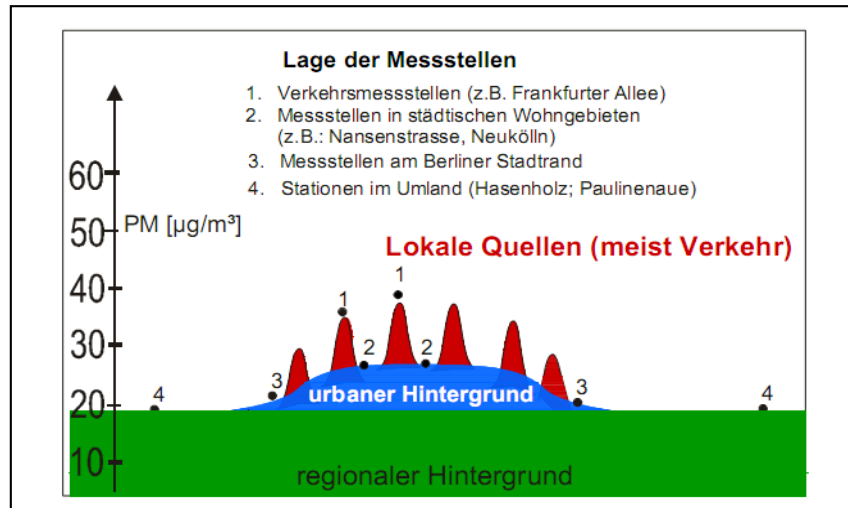 Lage der Messstellen
1. Verkehrsmessstellen (z.B. Frankfurter Allee)
2. Messstellen in städtischen Wohngebieten
(z.B.: Nansenstrasse, Neukölln)
3. Messstellen am Berliner Stadtrand
4. Stationen im Umland (Hasenholz; Paulinenaue)
60
PM [µg/m³]
50
Lokale Quellen (meist Verkehr)
40
1
1
30
2
2
3
3
4
4
urbaner Hintergrund
20
10
regionaler Hintergrund